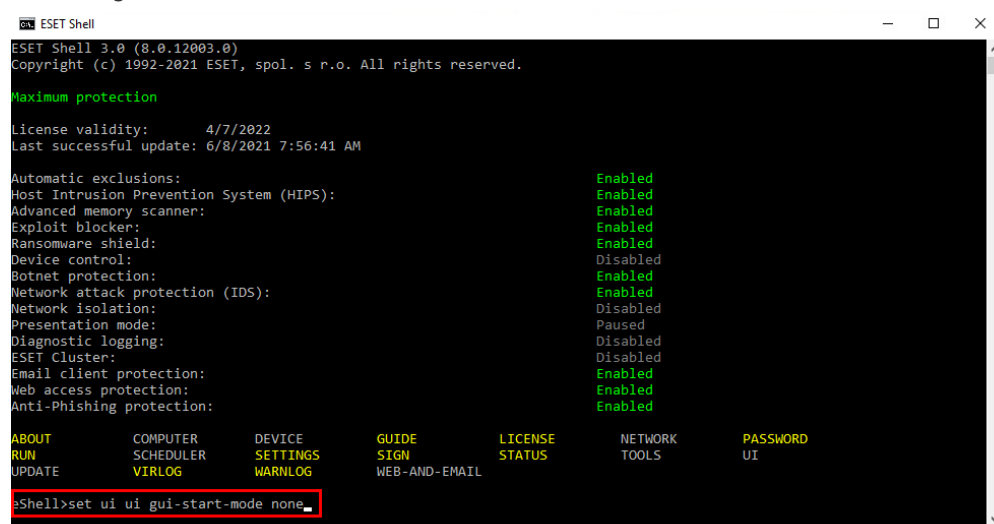 ESET Shell
ESET Shell 3.0 (8.0.12003.0)
Copyright (c) 1992-2021 ESET, spol. s r.o. All rights reserved.
Maximum protection
License validity: 4/7/2022
Last successful update: 6/8/2021 7:56:41 AM
Automatic exclusions: Enabled
Host Intrusion Prevention System (HIPS): Enabled
Advanced memory scanner: Enabled
Exploit blocker: Enabled
Ransomware shield: Enabled
Device control: Disabled
Botnet protection: Enabled
Network attack protection (IDS): Enabled
Network isolation: Disabled
Presentation mode: Paused
Diagnostic logging: Disabled
ESET Cluster: Disabled
Email client protection: Enabled
Web access protection: Enabled
Anti-Phishing protection: Enabled
ABOUT COMPUTER DEVICE GUIDE LICENSE NETWORK PASSWORD
RUN SCHEDULER SETTINGS SIGN STATUS TOOLS UI
UPDATE VIRLOG WARNLOG WEB-AND-EMAIL
eShell>set ui ui gui-start-mode none_